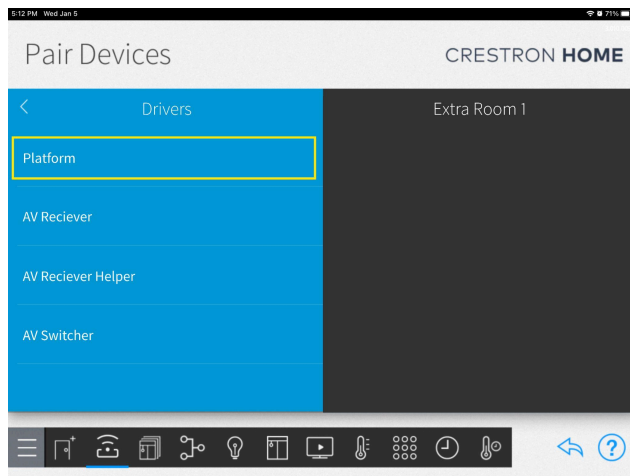 5:12 PM Wed Jan 5
71%
Pair Devices
CRESTRON HOME
Drivers
Extra Room 1
Platform
AV Reciever
AV Reciever Helper
AV Switcher
?